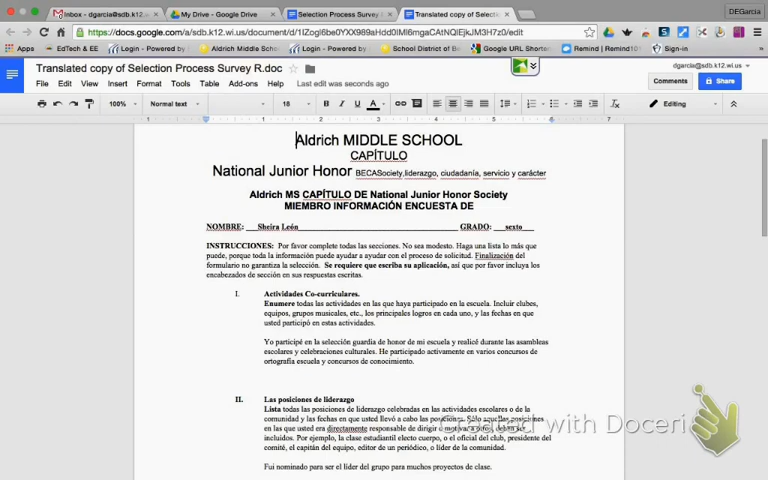 Inbox - dgarcia@sdb.k12.w
My Drive - Google Drive
Selection Process Survey
Translated copy of Selectio
DEGarcia
https://docs.google.com/a/sdb.k12.wi.us/document/d/
Apps
EdTech & EE
Login - Powered by
Aldrich Middle School
Login - Powered by
School District of Be
Google URL Shorte
Remind | Remind101
Sign-in
Translated copy of Selection Process Survey R.doc
dgarcia@sdb.k12.wi.us
File Edit View Insert Format Tools Table Add-ons Help Last edit was seconds ago
Comments
Share
100% Normal text 18 B I U A Editing
Aldrich MIDDLE SCHOOL
CAPÍTULO
National Junior Honor BECASociety,liderazgo, ciudadanía, servicio y carácter
Aldrich MS CAPÍTULO DE National Junior Honor Society
MIEMBRO INFORMACIÓN ENCUESTA DE
NOMBRE: Sheira León GRADO: sexto
INSTRUCCIONES: Por favor complete todas las secciones. No sea modesto. Haga una lista lo más que
puede, porque toda la información puede ayudar a ayudar con el proceso de solicitud. Finalización del
formulario no garantiza la selección. Se requiere que escriba su aplicación, así que por favor incluya los
encabezados de sección en sus respuestas escritas.
I. Actividades Co-curriculares.
Enumere todas las actividades en las que haya participado en la escuela. Incluir clubes,
equipos, grupos musicales, etc., los principales logros en cada uno, y las fechas en que
usted participó en estas actividades.
Yo participé en la selección guardia de honor de mi escuela y realicé durante las asambleas
escolares y celebraciones culturales. He participado activamente en varios concursos de
ortografía escuela y concursos de conocimiento.
II. Las posiciones de liderazgo
Lista todas las posiciones de liderazgo celebradas en las actividades escolares o de la
comunidad y las fechas en que usted llevó a cabo las posiciones. Sólo aquellas posiciones
en las que usted era directamente responsable de dirigir o motivar a otros, deben ser
incluidos. Por ejemplo, la clase estudiantil electo cuerpo, o el oficial del club, presidente del
comité, el capitán del equipo, editor de un periódico, o líder de la comunidad.
Fui nominado para ser el líder del grupo para muchos proyectos de clase.
Created with Doceri